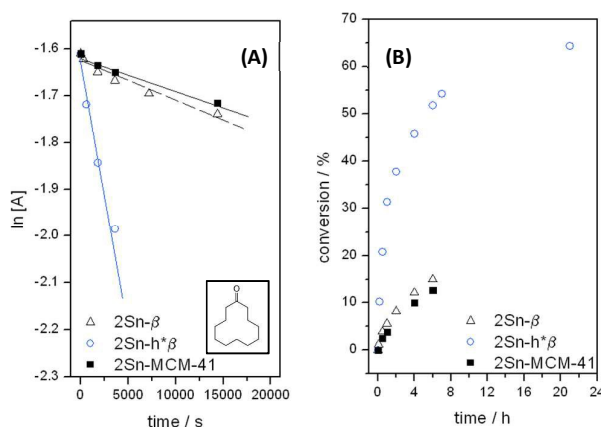 (A)
-1.6
-1.7
-1.8
-1.9
-2.0
-2.1
-2.2
-2.3
ln [A]
O
2Sn-β
2Sn-h*β
2Sn-MCM-41
0 5000 10000 15000 20000
time / s
(B)
70
60
50
40
30
20
10
0
conversion / %
2Sn-β
2Sn-h*β
2Sn-MCM-41
0 4 8 12 16 20 24
time / h